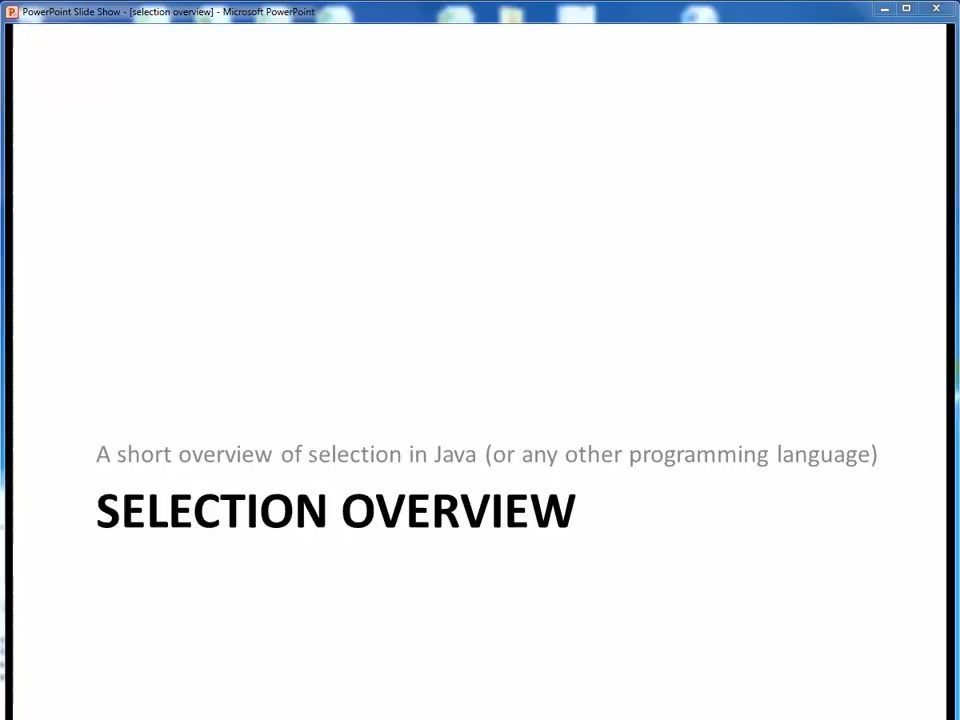 PowerPoint Slide Show - [selection overview] - Microsoft PowerPoint
A short overview of selection in Java (or any other programming language)
SELECTION OVERVIEW